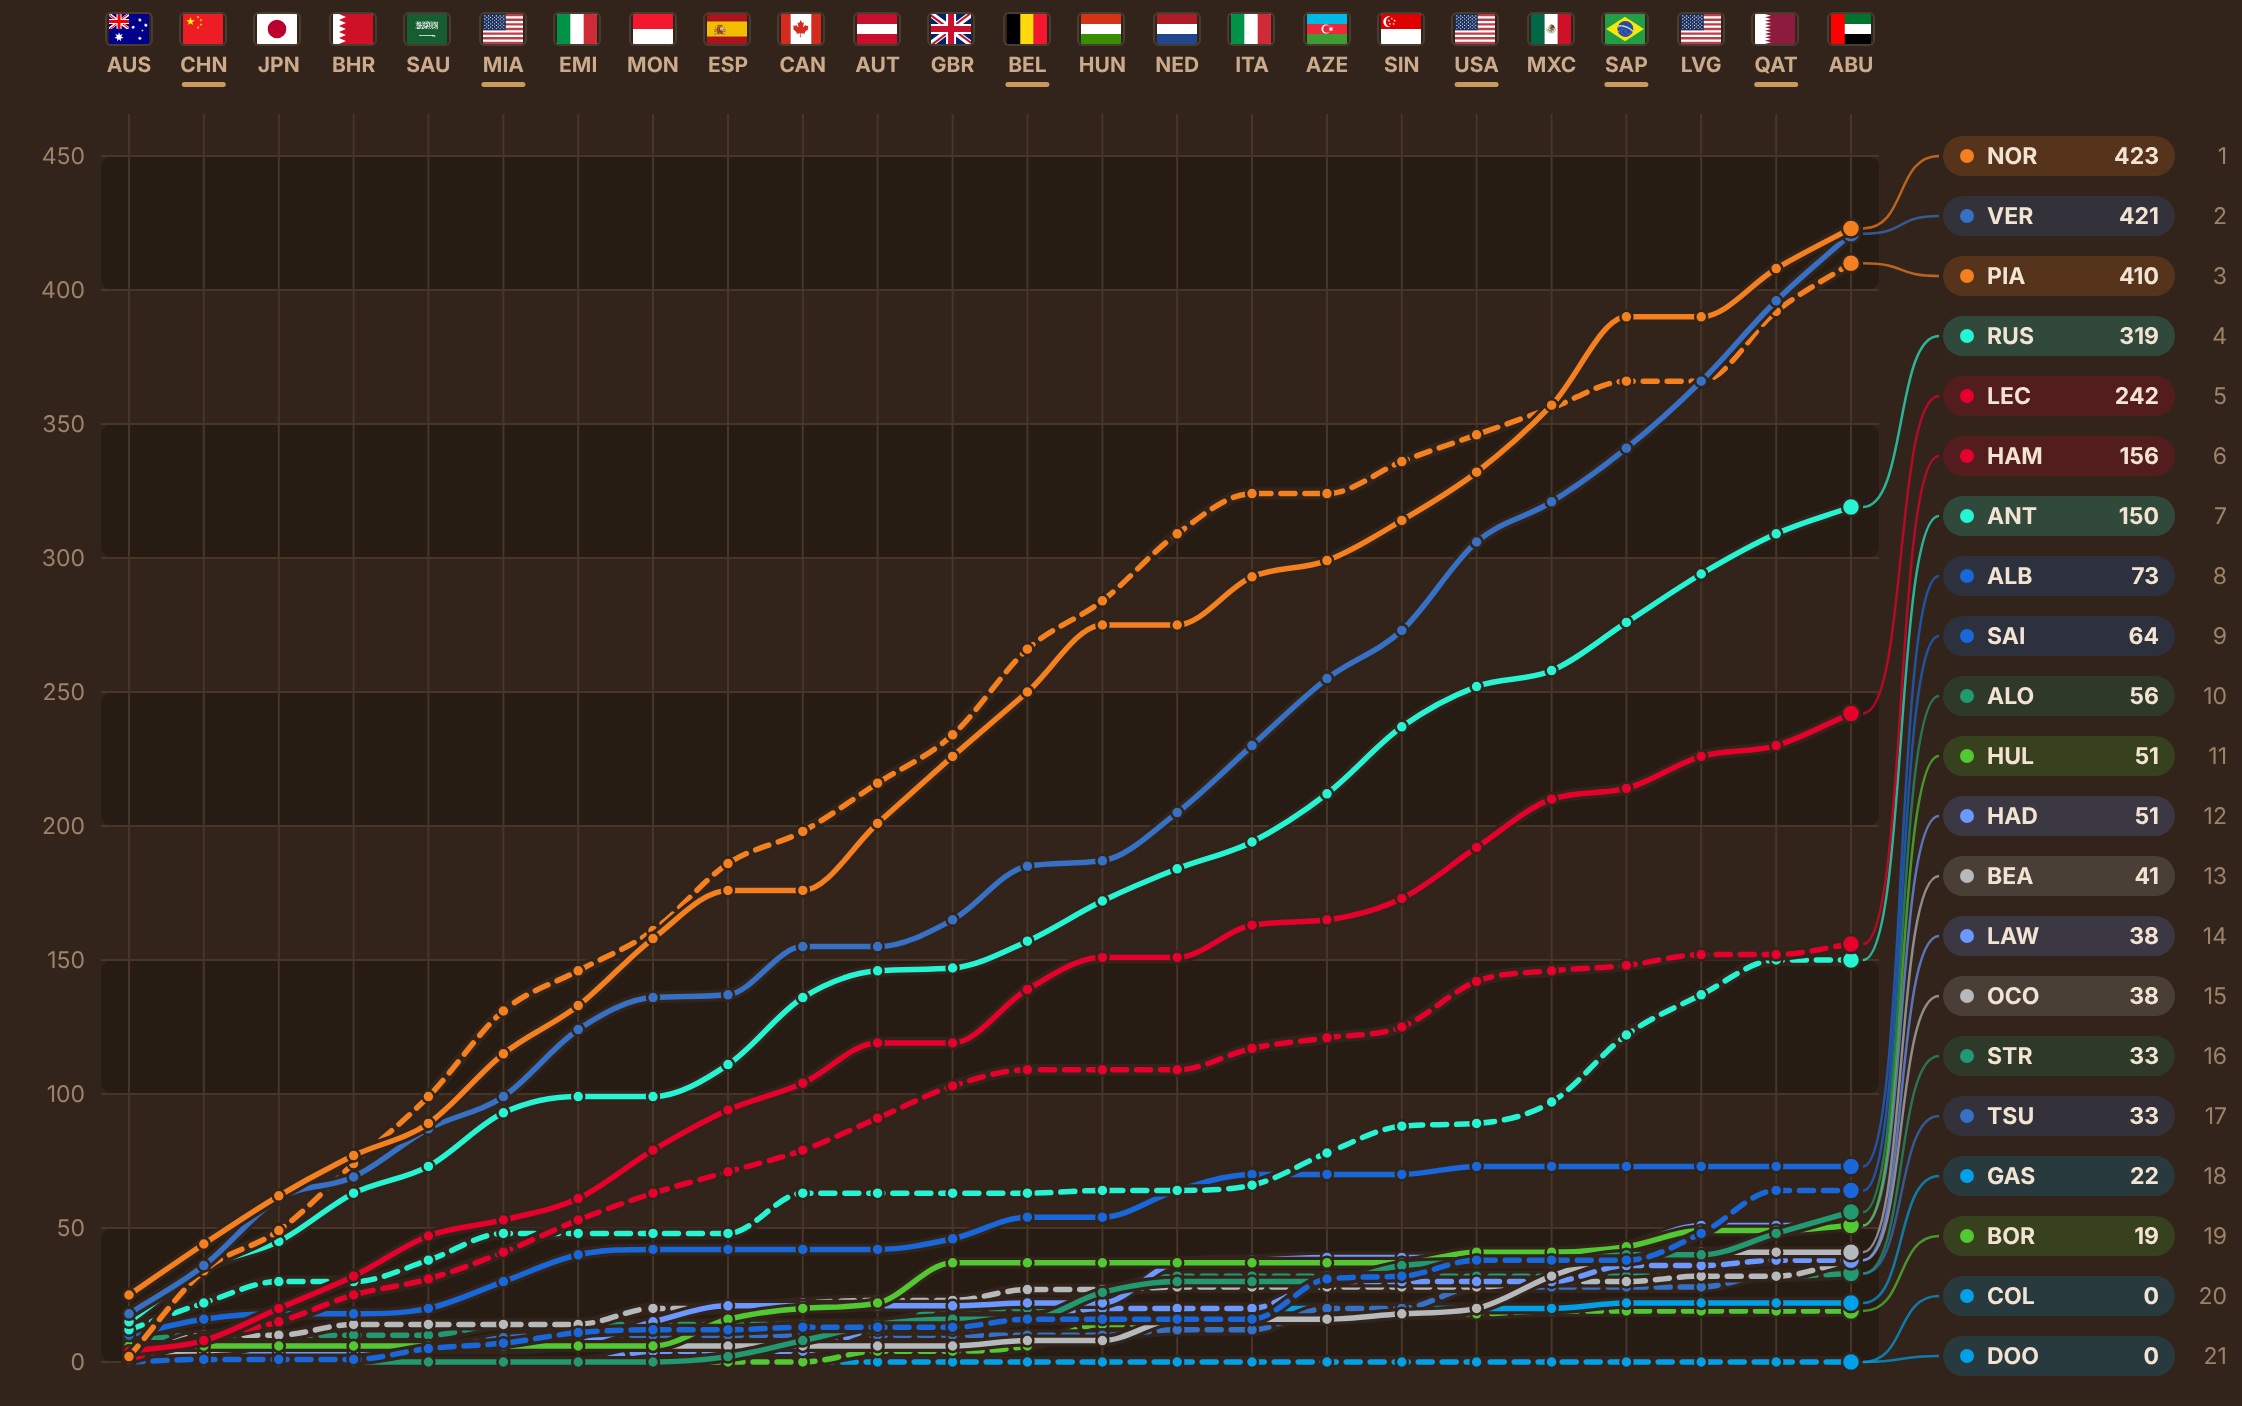 AUS CHN JPN BHR SAU MIA EMI MON ESP CAN AUT GBR BEL HUN NED ITA AZE SIN USA MXC SAP LVG QAT ABU
450
400
350
300
250
200
150
100
50
0
NOR 423 1
VER 421 2
PIA 410 3
RUS 319 4
LEC 242 5
HAM 156 6
ANT 150 7
ALB 73 8
SAI 64 9
ALO 56 10
HUL 51 11
HAD 51 12
BEA 41 13
LAW 38 14
OCO 38 15
STR 33 16
TSU 33 17
GAS 22 18
BOR 19 19
COL 0 20
DOO 0 21